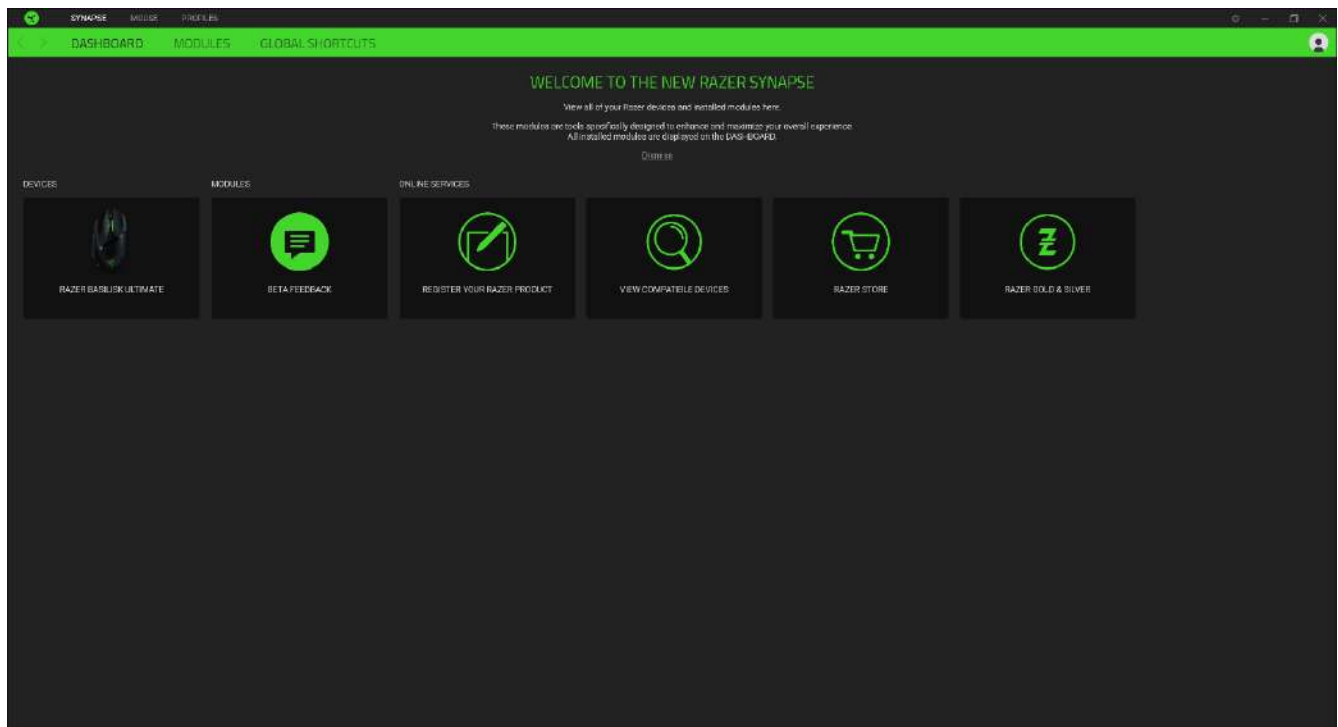 SYNAPSE MOUSE PROFILES
DASHBOARD MODULES GLOBAL SHORTCUTS
WELCOME TO THE NEW RAZER SYNAPSE
View all of your Razer devices and installed modules here.
These modules are tools specifically designed to enhance and maximize your overall experience.
All installed modules are displayed on the DASHBOARD.
Dismiss
DEVICES MODULES ONLINE SERVICES
RAZER BASILISK ULTIMATE BETA FEEDBACK REGISTER YOUR RAZER PRODUCT VIEW COMPATIBLE DEVICES RAZER STORE RAZER GOLD & SILVER